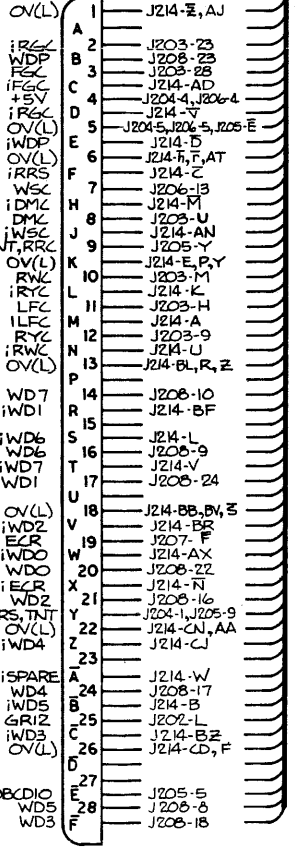 OV(L) 1 J214-Z̅, AJ
A
iRGC 2 J203-23
WDP B J208-23
FGC 3 J203-28
iFGC C J214-AD
+5V 4 J204-4, J206-4
iRGC D J214-V̅
OV(L) 5 J204-5, J206-5, J205-E̅
iWDP E J214-D̅
OV(L) 6 J214-h̅, r̅, AT
iRRS F J214-C̅
WSC 7 J206-13
iDMC H J214-M̅
DMC 8 J203-U
iWSC J J214-AN
NT, RRC 9 J205-Y
OV(L) K J214-E, P, Y
RWC 10 J203-M
iRYC L J214-K
LFC 11 J203-H
ILFC M J214-A
RYC 12 J203-9
iRWC N J214-U
OV(L) 13 J214-BL, R, Z
P
WD7 14 J208-10
iWD1 R J214-BF
15
iWD6 S J214-L
WD6 16 J208-9
iWD7 T J214-V
WD1 17 J208-24
U
OV(L) 18 J214-BB, BV, S̅
iWD2 V J214-BR
ECR 19 J207-F̅
iWDO W J214-AX
WDO 20 J208-22
iECR X J214-N̅
WD2 21 J208-16
RS, TNT Y J204-1, J205-9
OV(L) 22 J214-CN, AA
iWD4 Z J214-CJ
23
iSPARE A̅ J214-W
WD4 24 J208-17
iWD5 B̅ J214-B
GR12 25 J202-L
iWD3 C̅ J214-BZ
OV(L) 26 J214-CD, F
D̅
27
OBCDIO E̅ J205-5
WD5 28 J208-8
WD3 F̅ J208-18